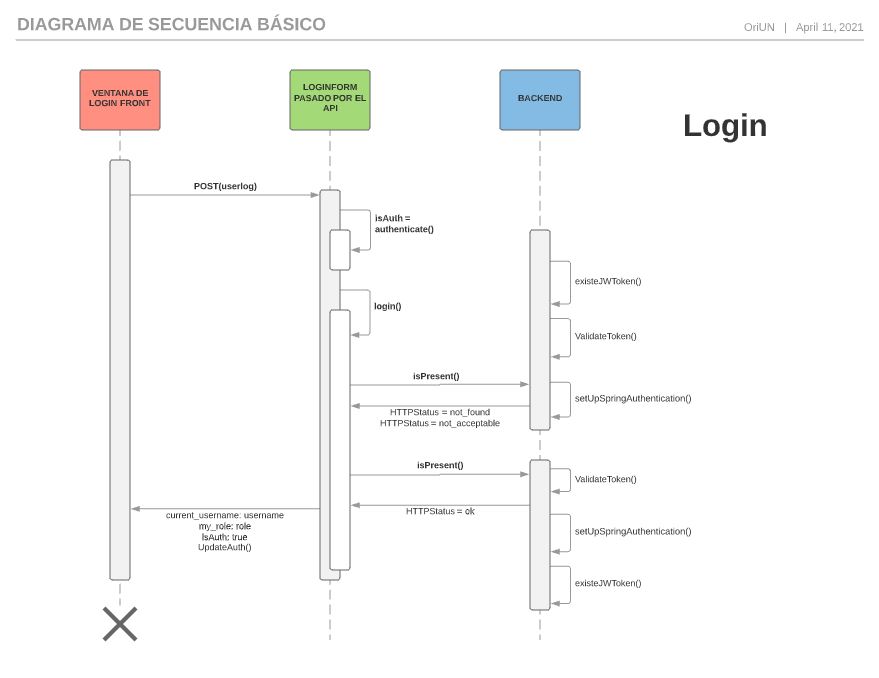 DIAGRAMA DE SECUENCIA BÁSICO
OriUN | April 11, 2021
VENTANA DE
LOGIN FRONT
LOGINFORM
PASADO POR EL
API
BACKEND
Login
POST(userlog)
isAuth =
authenticate()
existeJWToken()
login()
ValidateToken()
isPresent()
setUpSpringAuthentication()
HTTPStatus = not_found
HTTPStatus = not_acceptable
isPresent()
ValidateToken()
HTTPStatus = ok
current_username: username
my_role: role
isAuth: true
UpdateAuth()
setUpSpringAuthentication()
existeJWToken()